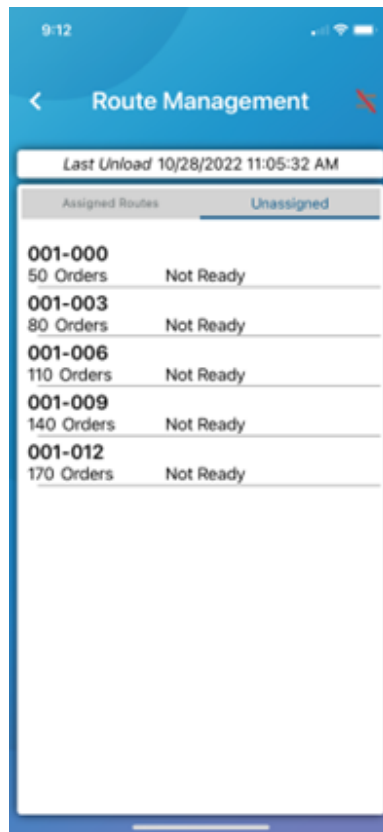 9:12
Route Management
Last Unload 10/28/2022 11:05:32 AM
Assigned Routes Unassigned
001-000
50 Orders Not Ready
001-003
80 Orders Not Ready
001-006
110 Orders Not Ready
001-009
140 Orders Not Ready
001-012
170 Orders Not Ready